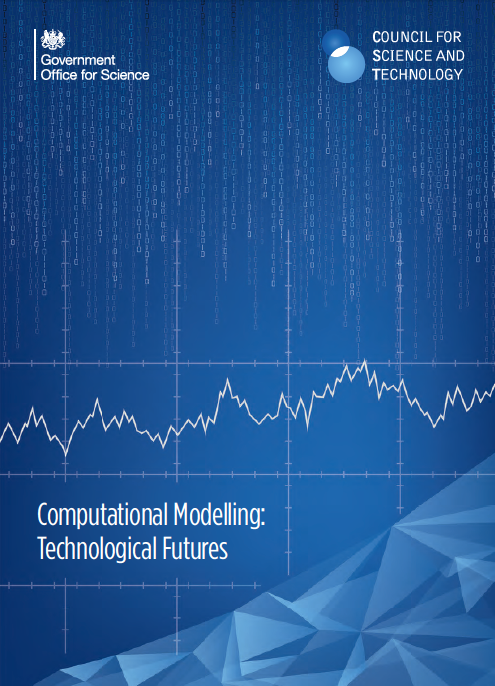 Government
Office for Science
COUNCIL FOR
SCIENCE AND
TECHNOLOGY
Computational Modelling:
Technological Futures